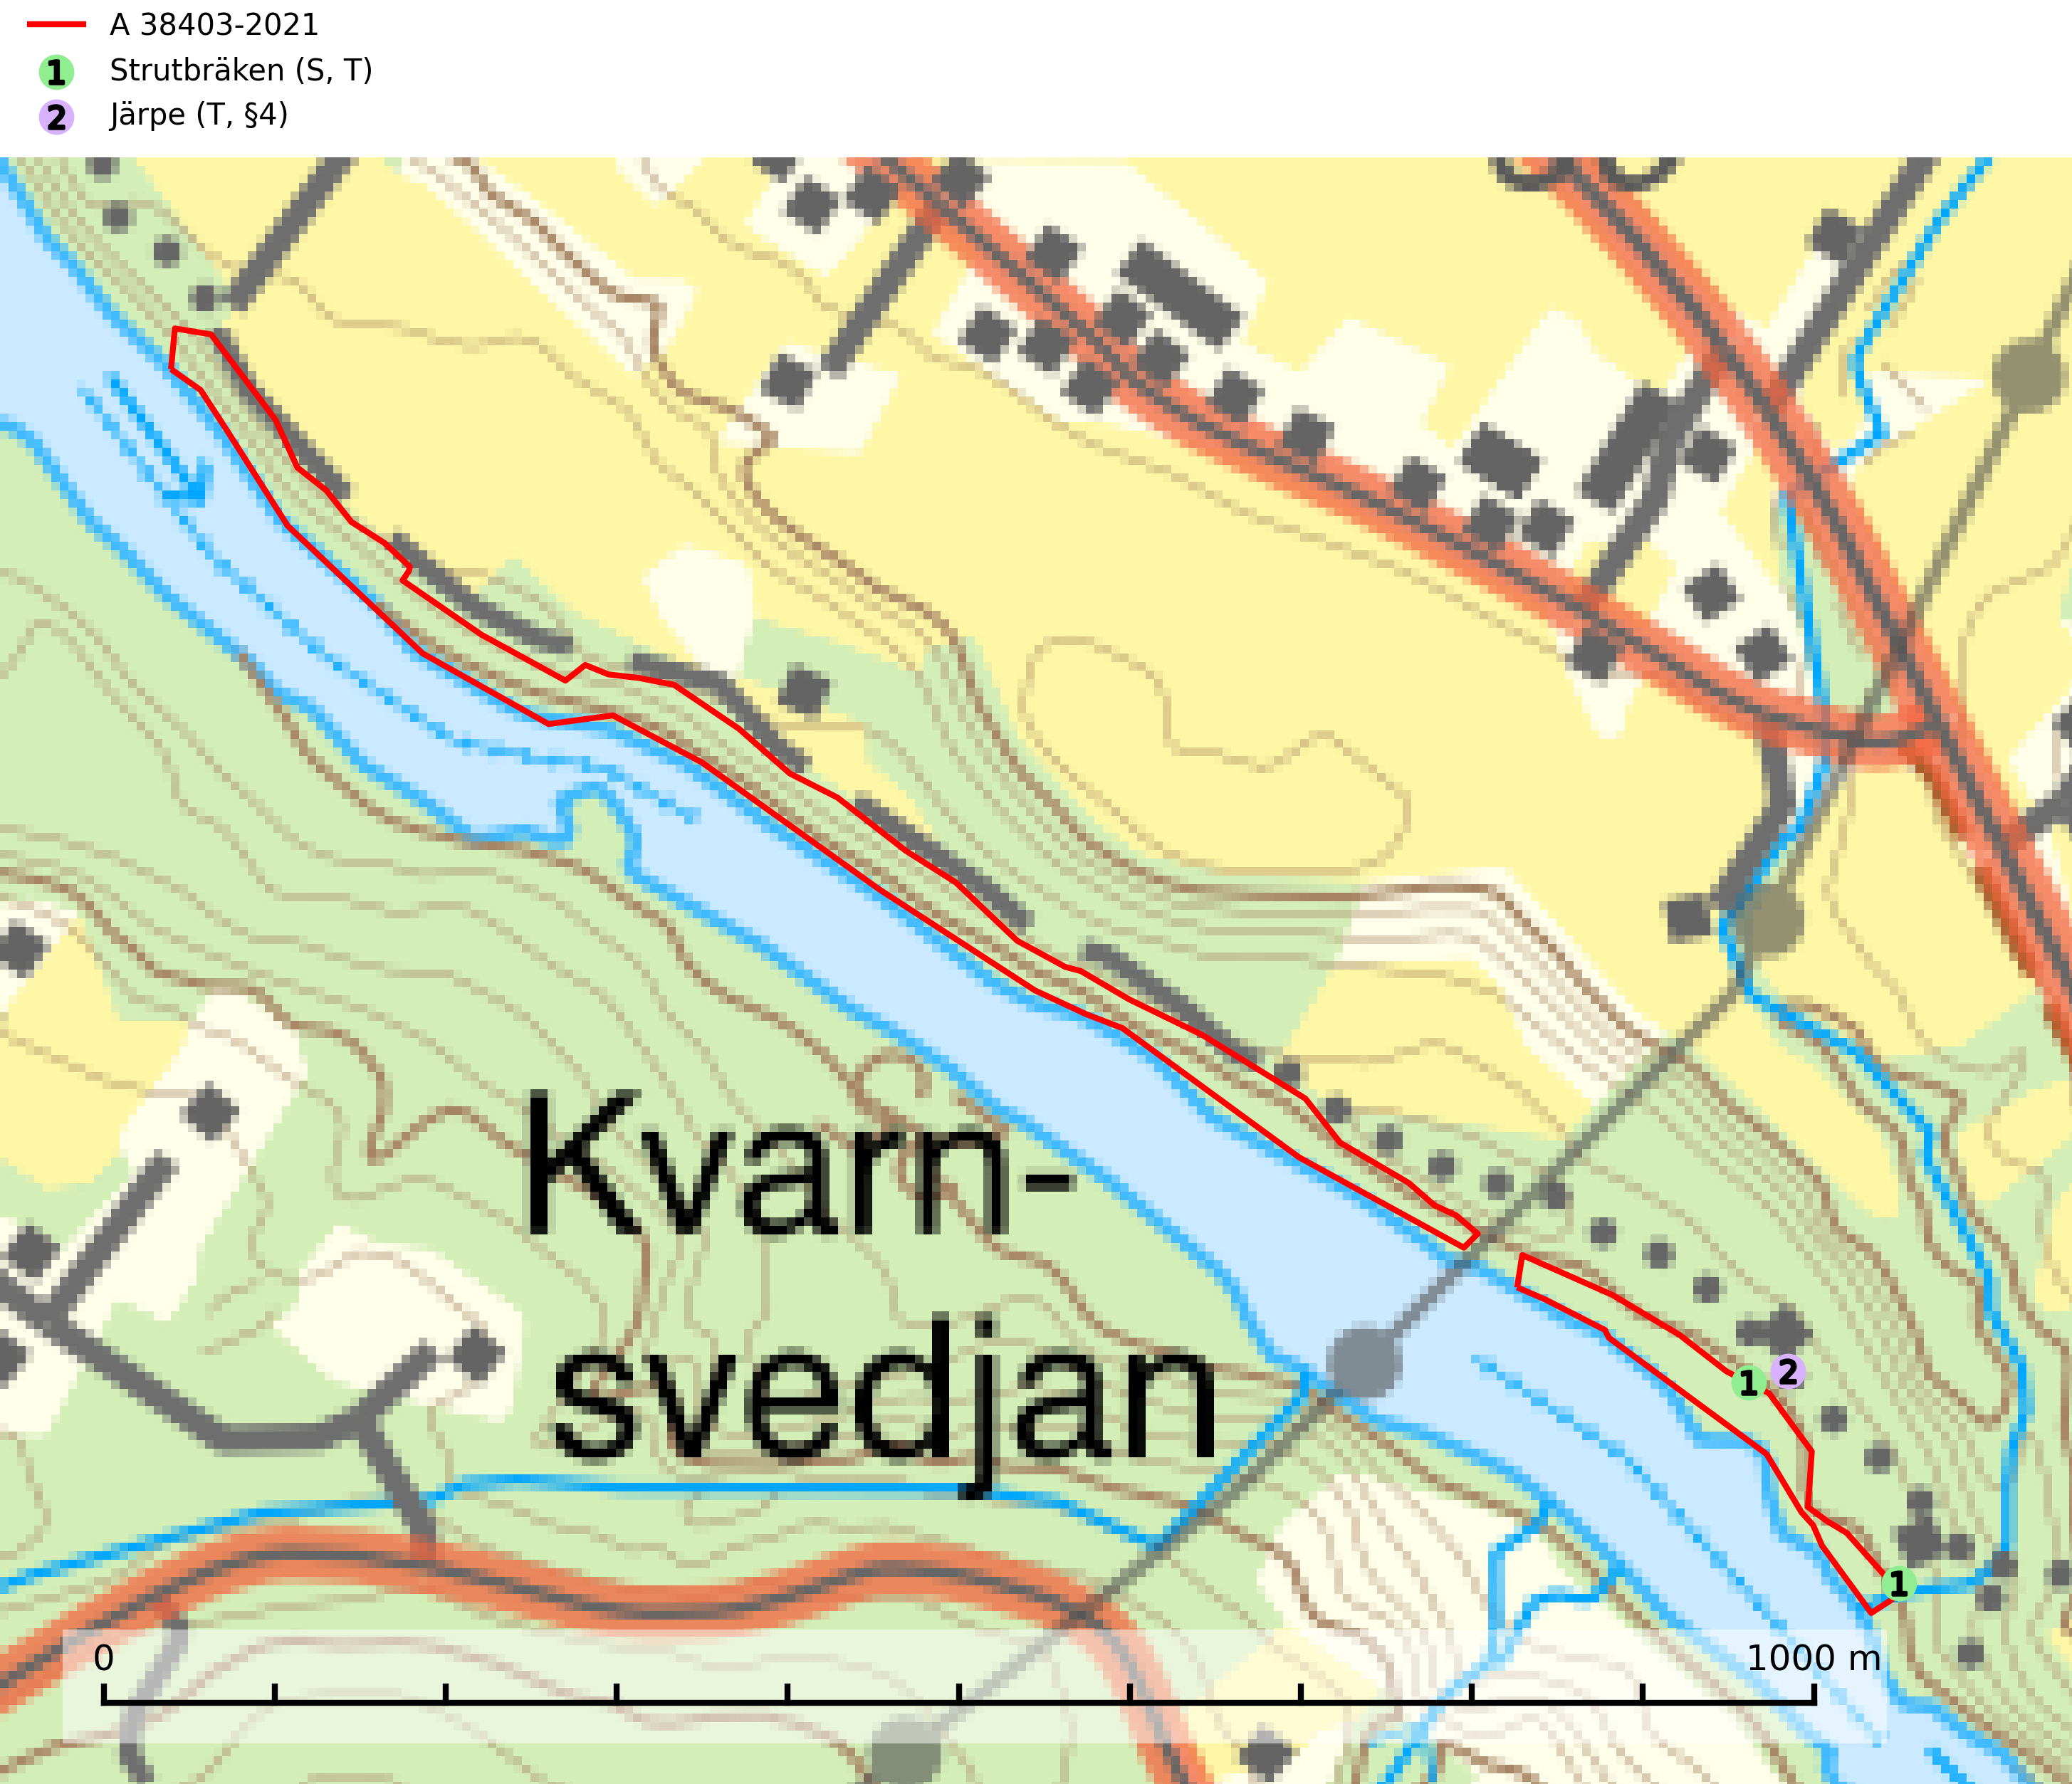 A 38403-2021
1 Strutbräken (S, T)
2 Järpe (T, §4)
Kvarn-
svedjan
1
2
1
0 1000 m